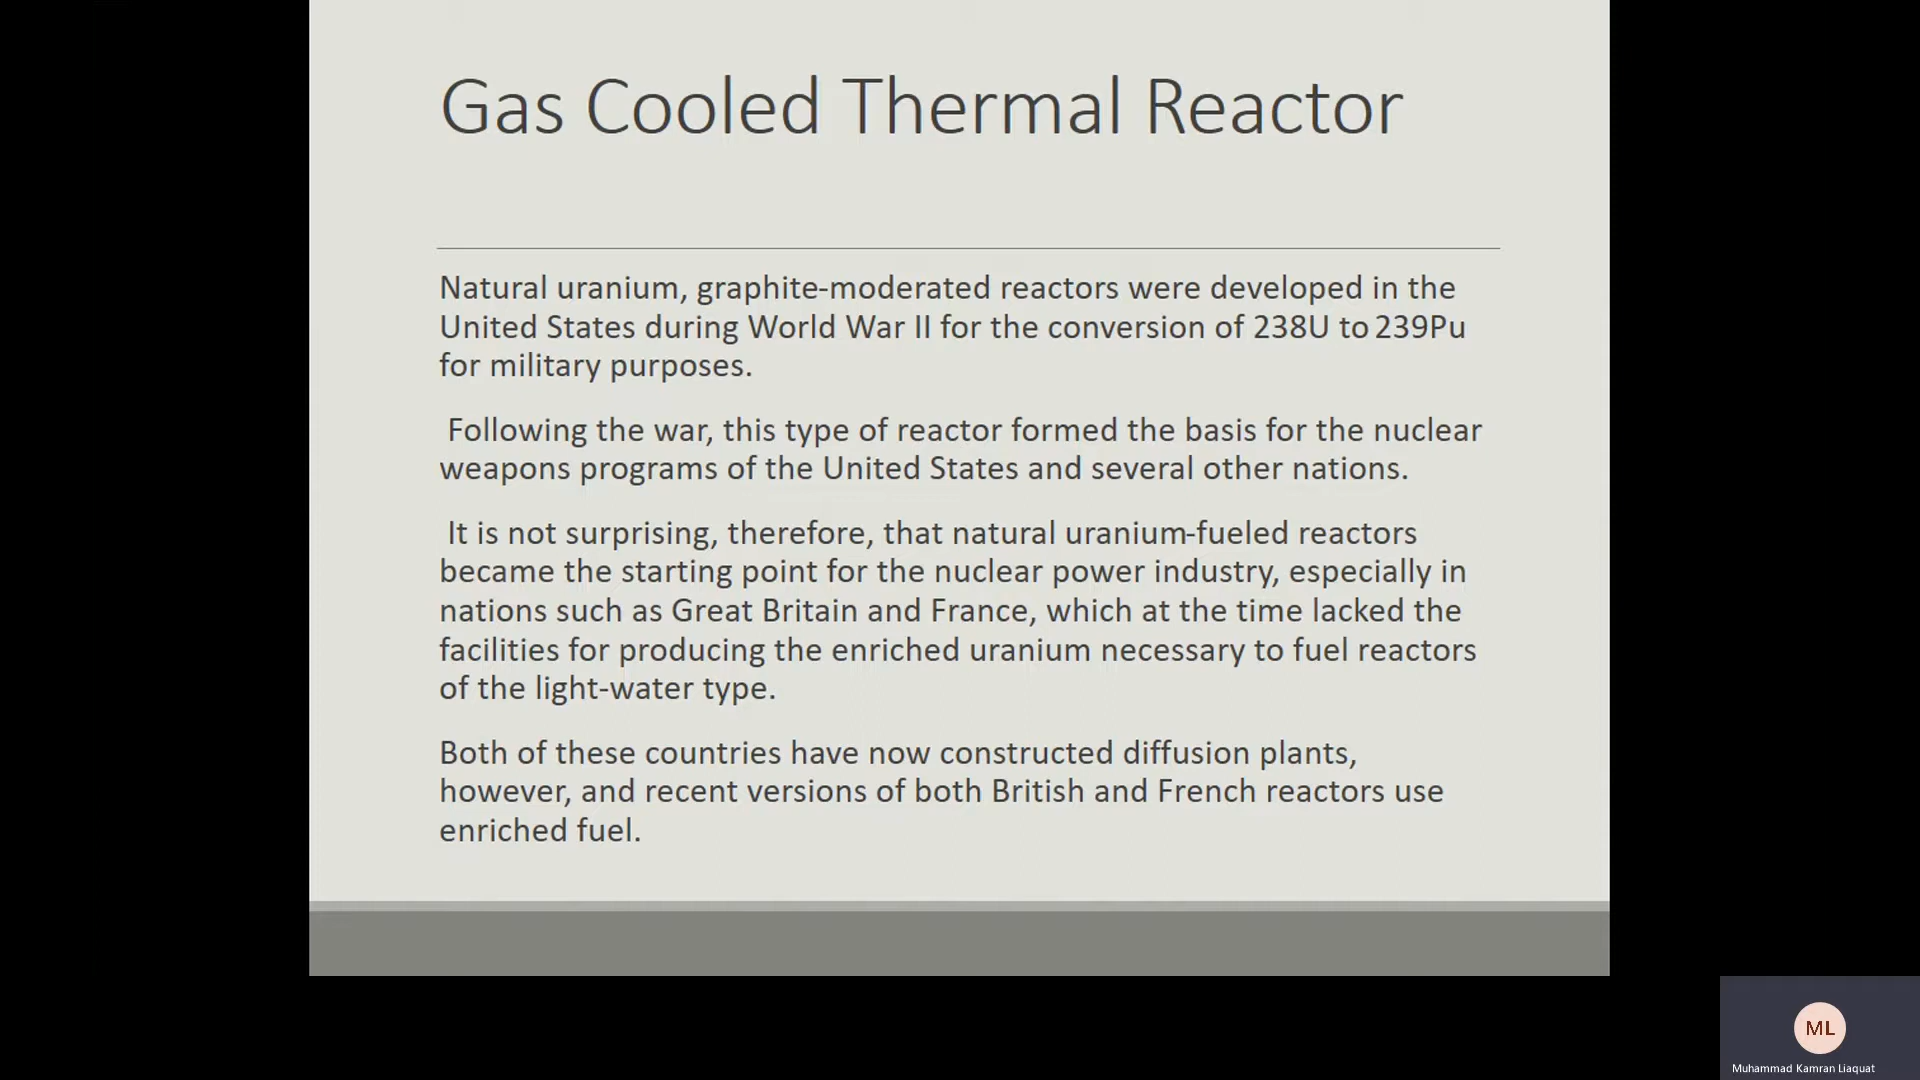 Gas Cooled Thermal Reactor
Natural uranium, graphite-moderated reactors were developed in the
United States during World War II for the conversion of 238U to 239Pu
for military purposes.
Following the war, this type of reactor formed the basis for the nuclear
weapons programs of the United States and several other nations.
It is not surprising, therefore, that natural uranium-fueled reactors
became the starting point for the nuclear power industry, especially in
nations such as Great Britain and France, which at the time lacked the
facilities for producing the enriched uranium necessary to fuel reactors
of the light-water type.
Both of these countries have now constructed diffusion plants,
however, and recent versions of both British and French reactors use
enriched fuel.
ML
Muhammad Kamran Liaquat